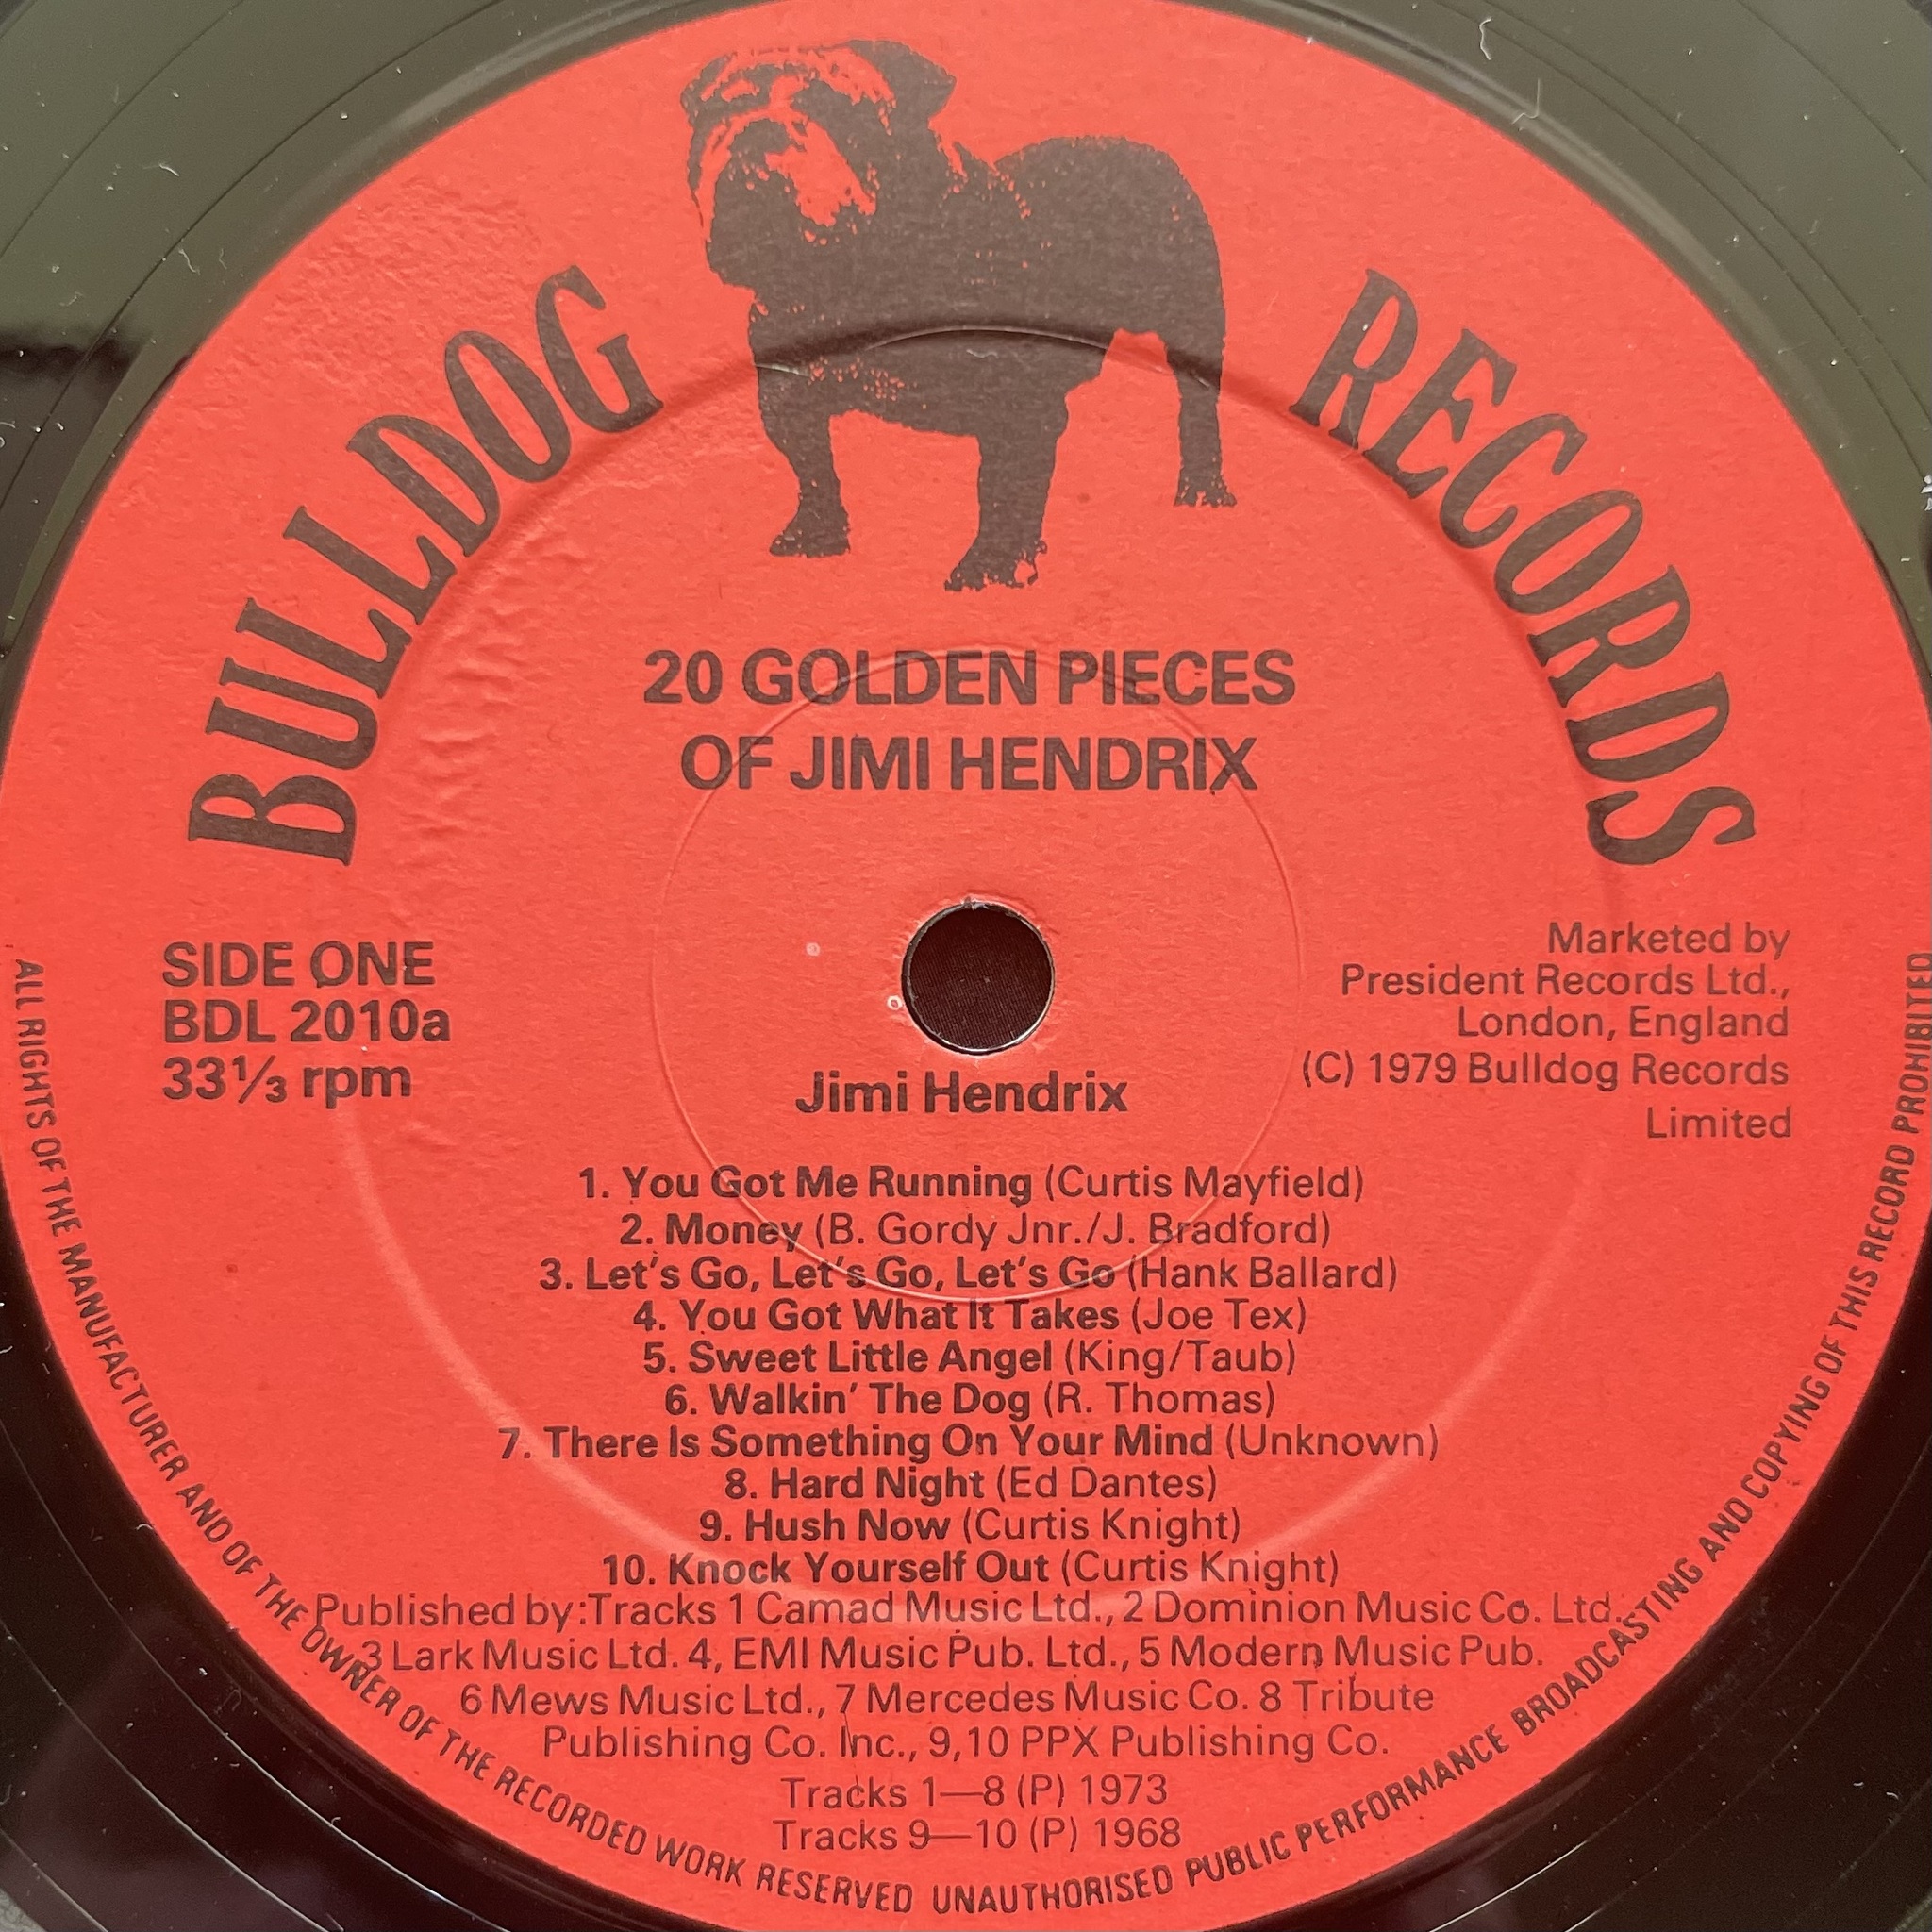 BULLDOG RECORDS
20 GOLDEN PIECES
OF JIMI HENDRIX
SIDE ONE
BDL 2010a
33⅓ rpm
Marketed by
President Records Ltd.,
London, England
(C) 1979 Bulldog Records
Limited
Jimi Hendrix
1. You Got Me Running (Curtis Mayfield)
2. Money (B. Gordy Jnr./J. Bradford)
3. Let's Go, Let's Go, Let's Go (Hank Ballard)
4. You Got What It Takes (Joe Tex)
5. Sweet Little Angel (King/Taub)
6. Walkin' The Dog (R. Thomas)
7. There Is Something On Your Mind (Unknown)
8. Hard Night (Ed Dantes)
9. Hush Now (Curtis Knight)
10. Knock Yourself Out (Curtis Knight)
Published by:Tracks 1 Camad Music Ltd., 2 Dominion Music Co. Ltd.
3 Lark Music Ltd. 4, EMI Music Pub. Ltd., 5 Modern Music Pub.
6 Mews Music Ltd., 7 Mercedes Music Co. 8 Tribute
Publishing Co. Inc., 9,10 PPX Publishing Co.
Tracks 1—8 (P) 1973
Tracks 9—10 (P) 1968
ALL RIGHTS OF THE MANUFACTURER AND OF THE OWNER OF THE RECORDED WORK RESERVED UNAUTHORISED PUBLIC PERFORMANCE BROADCASTING AND COPYING OF THIS RECORD PROHIBITED